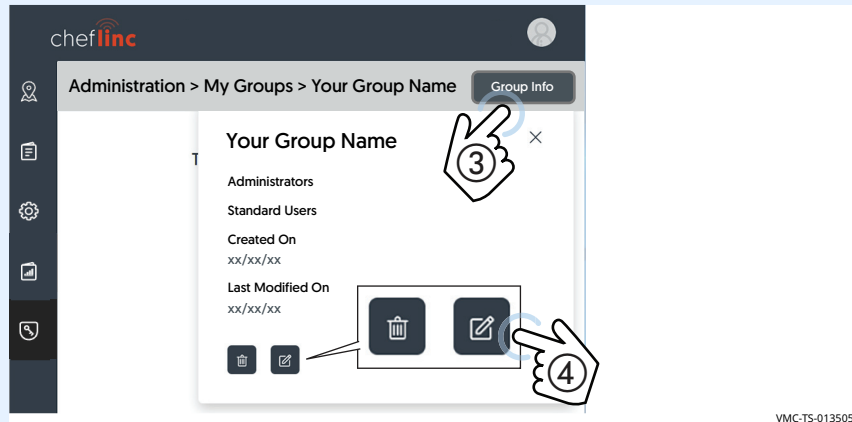 cheflinc
Administration > My Groups > Your Group Name
Group Info
Your Group Name
3
T
Administrators
Standard Users
Created On
xx/xx/xx
Last Modified On
xx/xx/xx
4
VMC-TS-013505